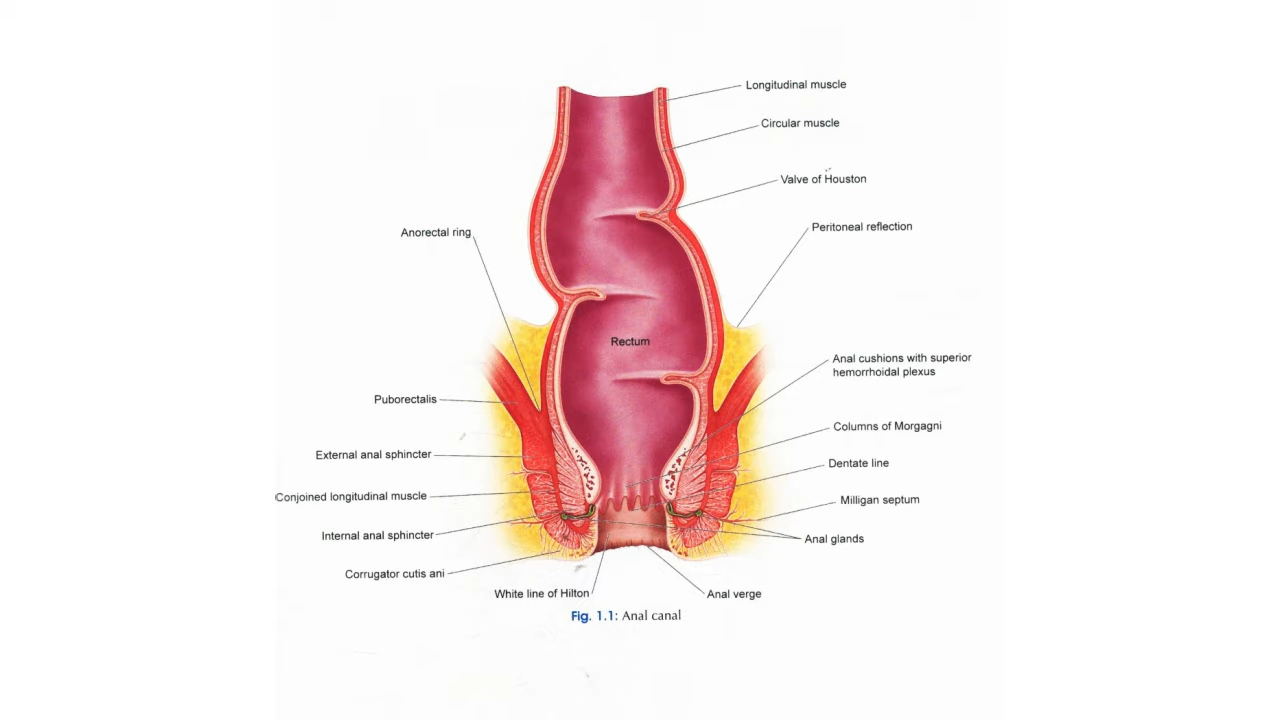 Longitudinal muscle
Circular muscle
Valve of Houston
Peritoneal reflection
Anorectal ring
Rectum
Anal cushions with superior
hemorrhoidal plexus
Puborectalis
Columns of Morgagni
External anal sphincter
Dentate line
Conjoined longitudinal muscle
Milligan septum
Internal anal sphincter
Anal glands
Corrugator cutis ani
White line of Hilton
Anal verge
Fig. 1.1: Anal canal